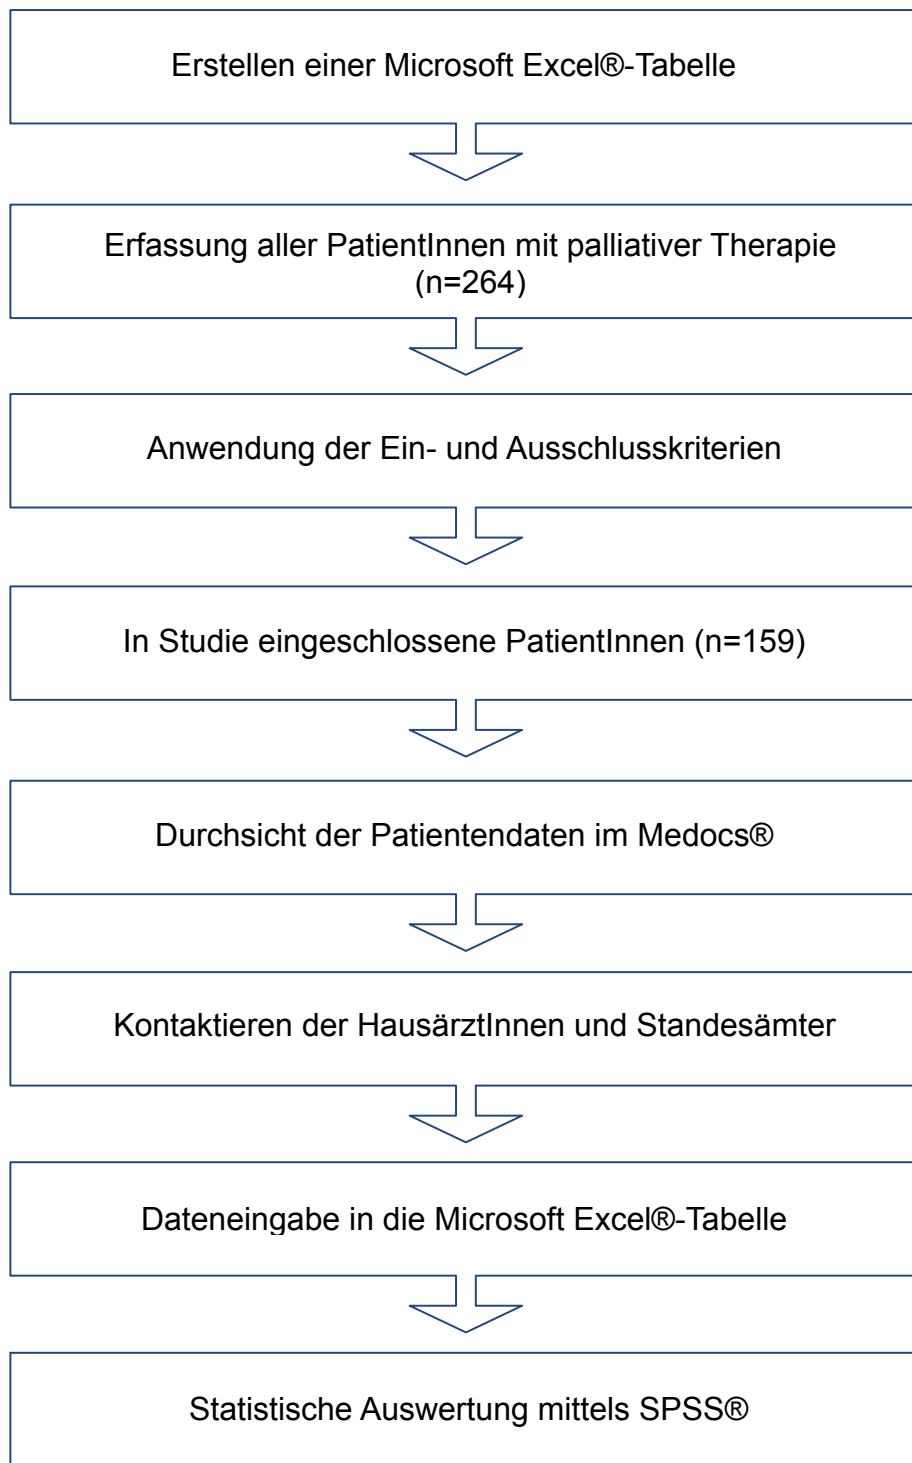 Erstellen einer Microsoft Excel®-Tabelle
Erfassung aller PatientInnen mit palliativer Therapie
(n=264)
Anwendung der Ein- und Ausschlusskriterien
In Studie eingeschlossene PatientInnen (n=159)
Durchsicht der Patientendaten im Medocs®
Kontaktieren der HausärztInnen und Standesämter
Dateneingabe in die Microsoft Excel®-Tabelle
Statistische Auswertung mittels SPSS®